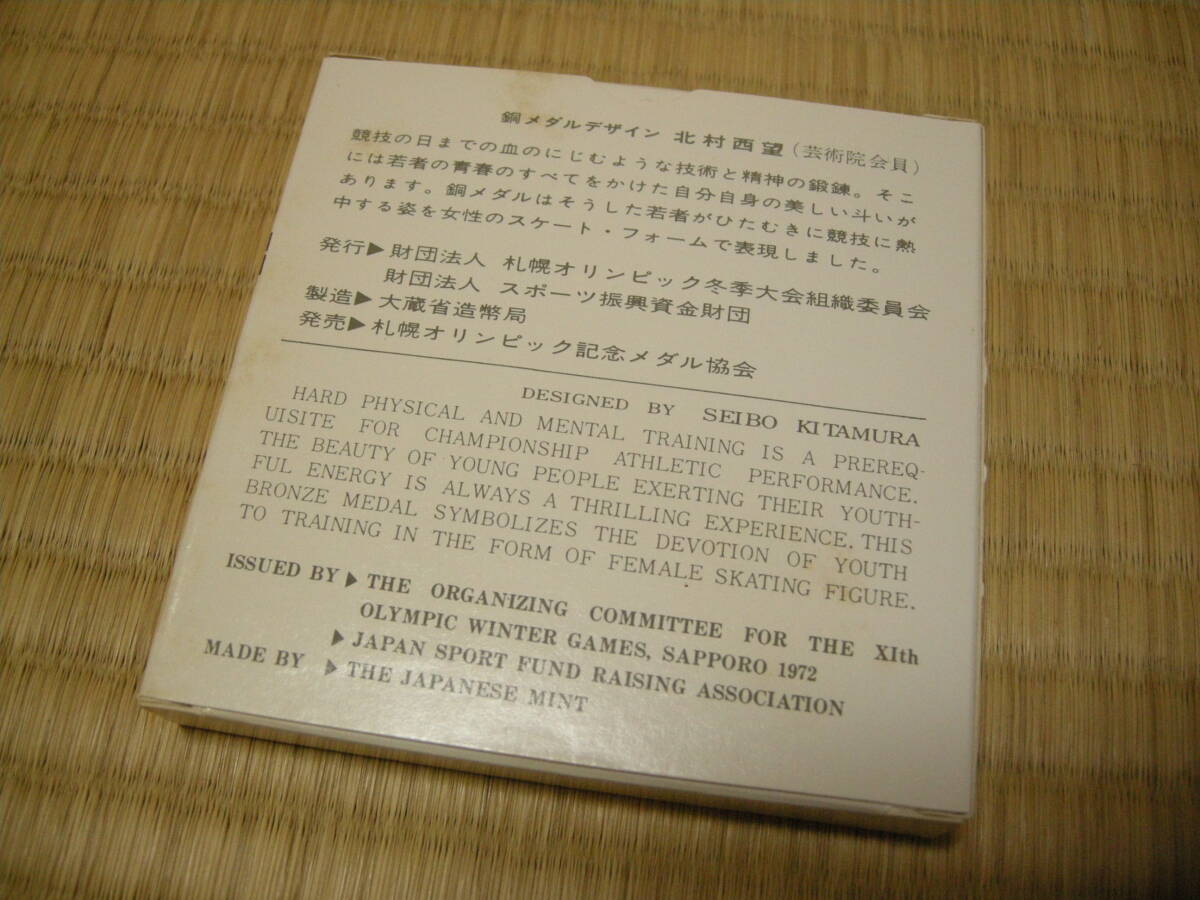 銅メダルデザイン 北村西望(芸術院会員)
競技の日までの血のにじむような技術と精神の鍛錬。そこ
には若者の青春のすべてをかけた自分自身の美しい斗いが
あります。銅メダルはそうした若者がひたむきに競技に熱
中する姿を女性のスケート・フォームで表現しました。
発行▶財団法人 札幌オリンピック冬季大会組織委員会
財団法人 スポーツ振興資金財団
製造▶大蔵省造幣局
発売▶札幌オリンピック記念メダル協会
DESIGNED BY SEIBO KITAMURA
HARD PHYSICAL AND MENTAL TRAINING IS A PREREQ-
UISITE FOR CHAMPIONSHIP ATHLETIC PERFORMANCE.
THE BEAUTY OF YOUNG PEOPLE EXERTING THEIR YOUTH-
FUL ENERGY IS ALWAYS A THRILLING EXPERIENCE. THIS
BRONZE MEDAL SYMBOLIZES THE DEVOTION OF YOUTH
TO TRAINING IN THE FORM OF FEMALE SKATING FIGURE.
ISSUED BY ▶ THE ORGANIZING COMMITTEE FOR THE XIth
OLYMPIC WINTER GAMES, SAPPORO 1972
▶ JAPAN SPORT FUND RAISING ASSOCIATION
MADE BY ▶ THE JAPANESE MINT